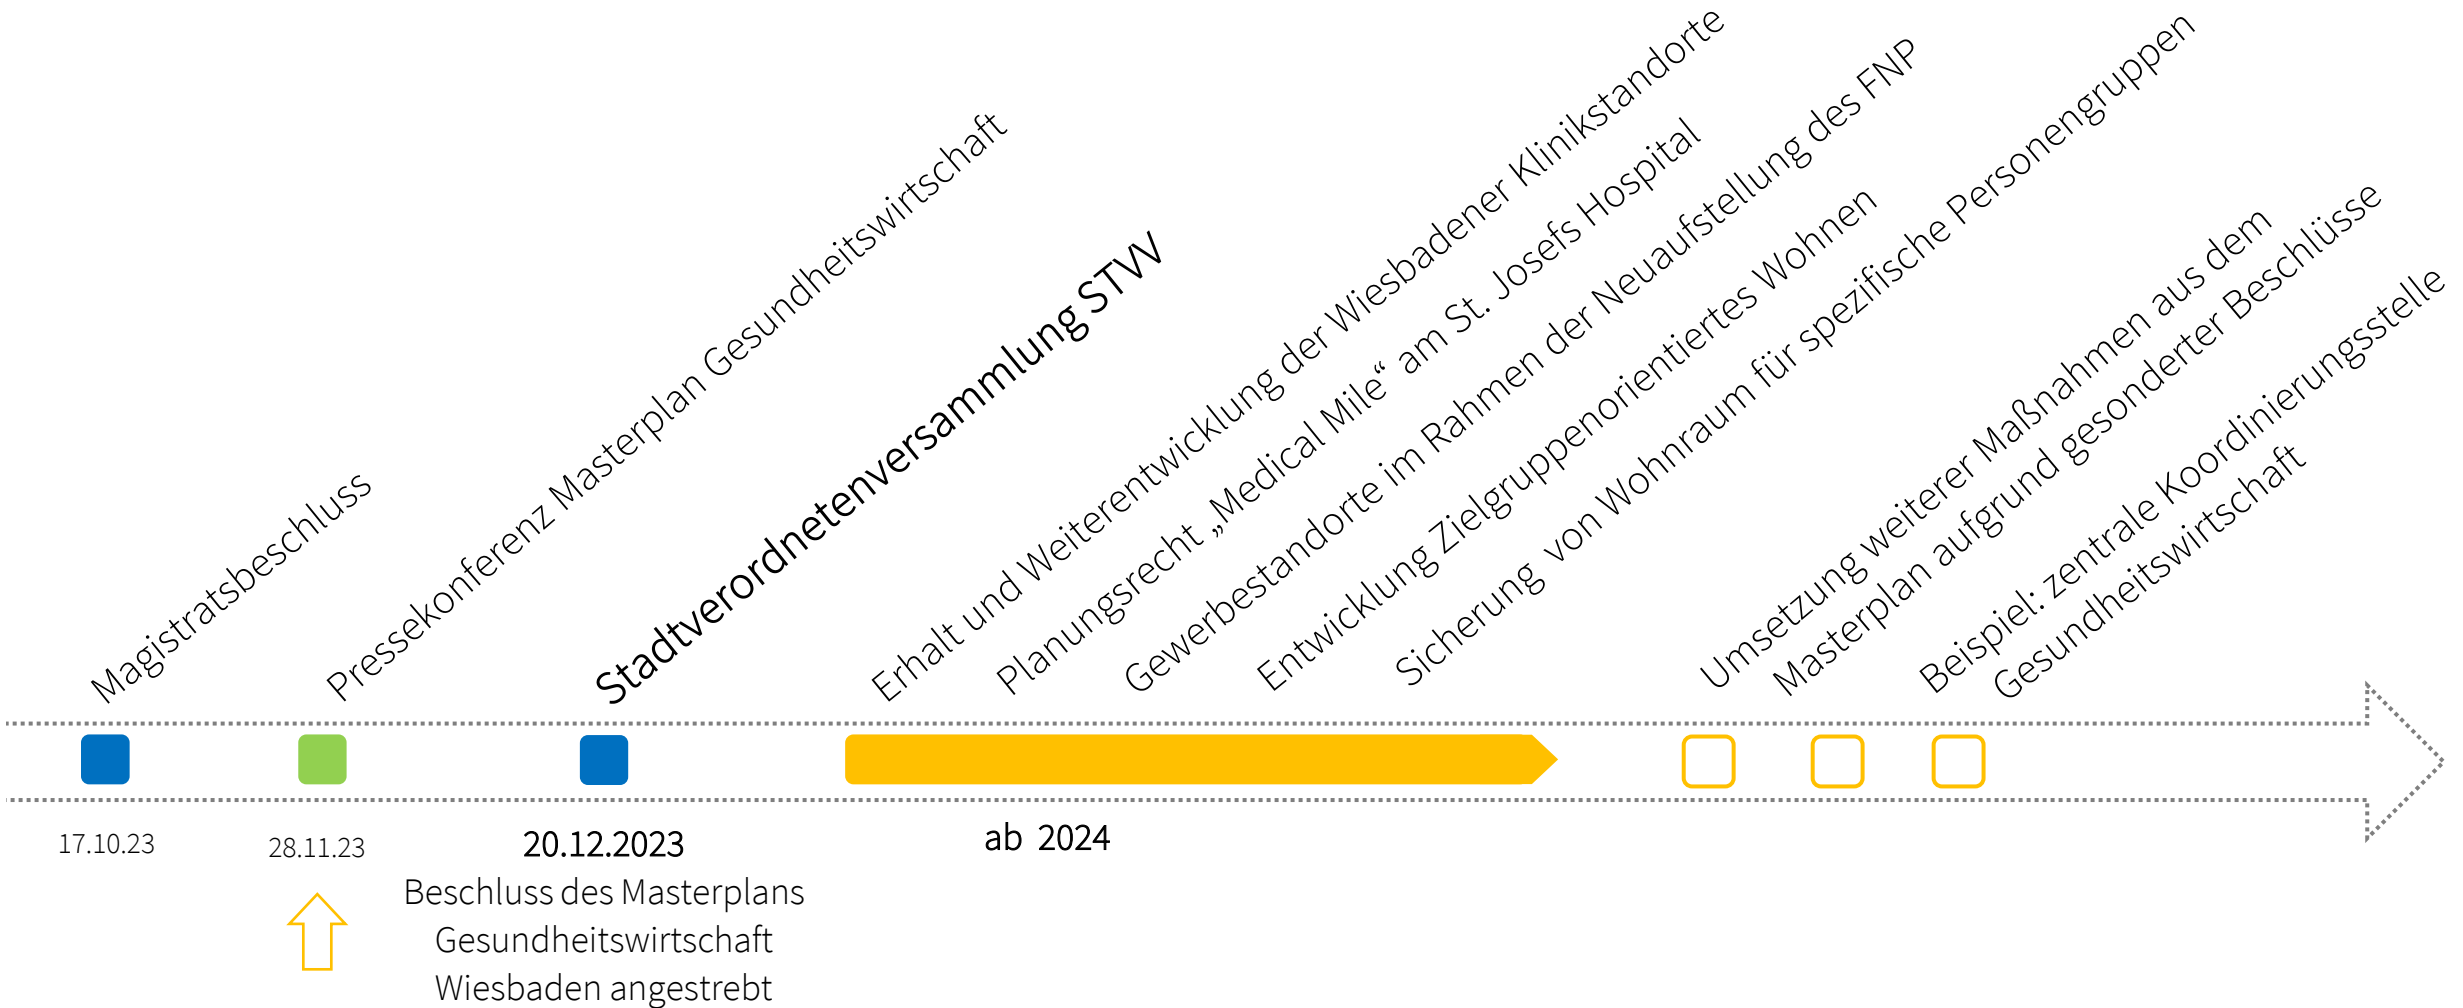 Magistratsbeschluss
Pressekonferenz Masterplan Gesundheitswirtschaft
Stadtverordnetenversammlung STVV
Erhalt und Weiterentwicklung der Wiesbadener Klinikstandorte
Planungsrecht „Medical Mile“ am St. Josefs Hospital
Gewerbestandorte im Rahmen der Neuaufstellung des FNP
Entwicklung Zielgruppenorientiertes Wohnen
Sicherung von Wohnraum für spezifische Personengruppen
Umsetzung weiterer Maßnahmen aus dem
Masterplan aufgrund gesonderter Beschlüsse
Beispiel: zentrale Koordinierungsstelle
Gesundheitswirtschaft
17.10.23
28.11.23
20.12.2023
ab 2024
Beschluss des Masterplans
Gesundheitswirtschaft
Wiesbaden angestrebt